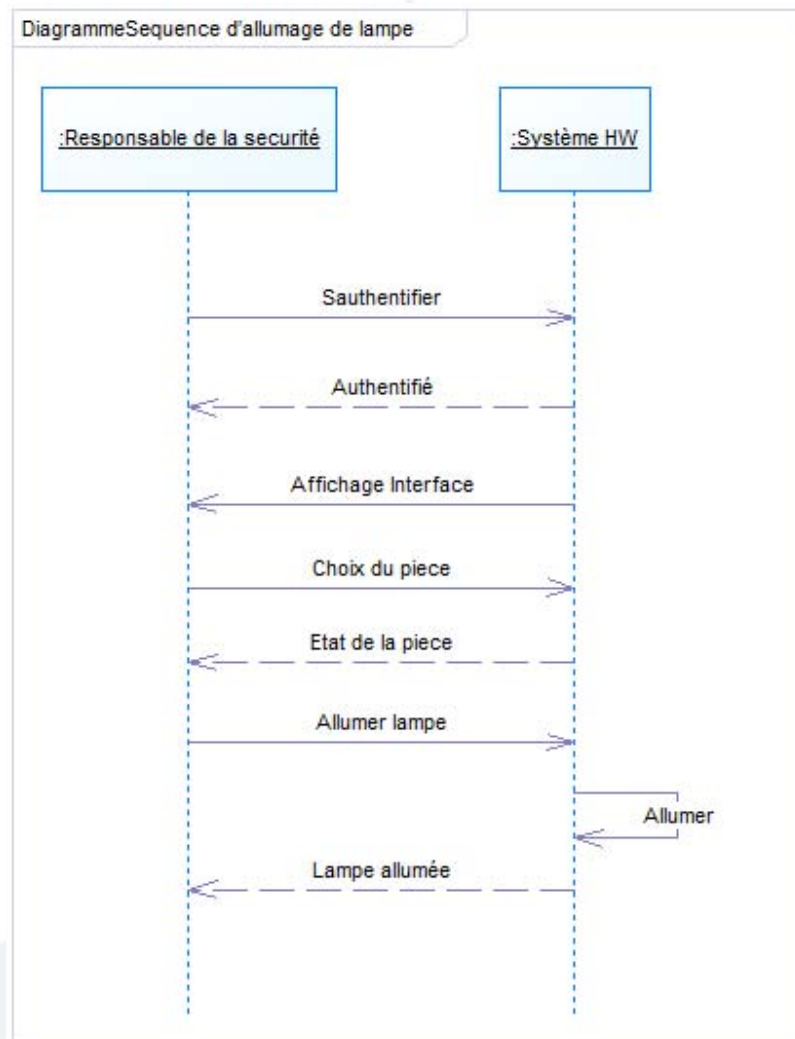 DiagrammeSequence d'allumage de lampe
:Responsable de la securité
:Système HW
Sauthentifier
Authentifié
Affichage Interface
Choix du piece
Etat de la piece
Allumer lampe
Allumer
Lampe allumée